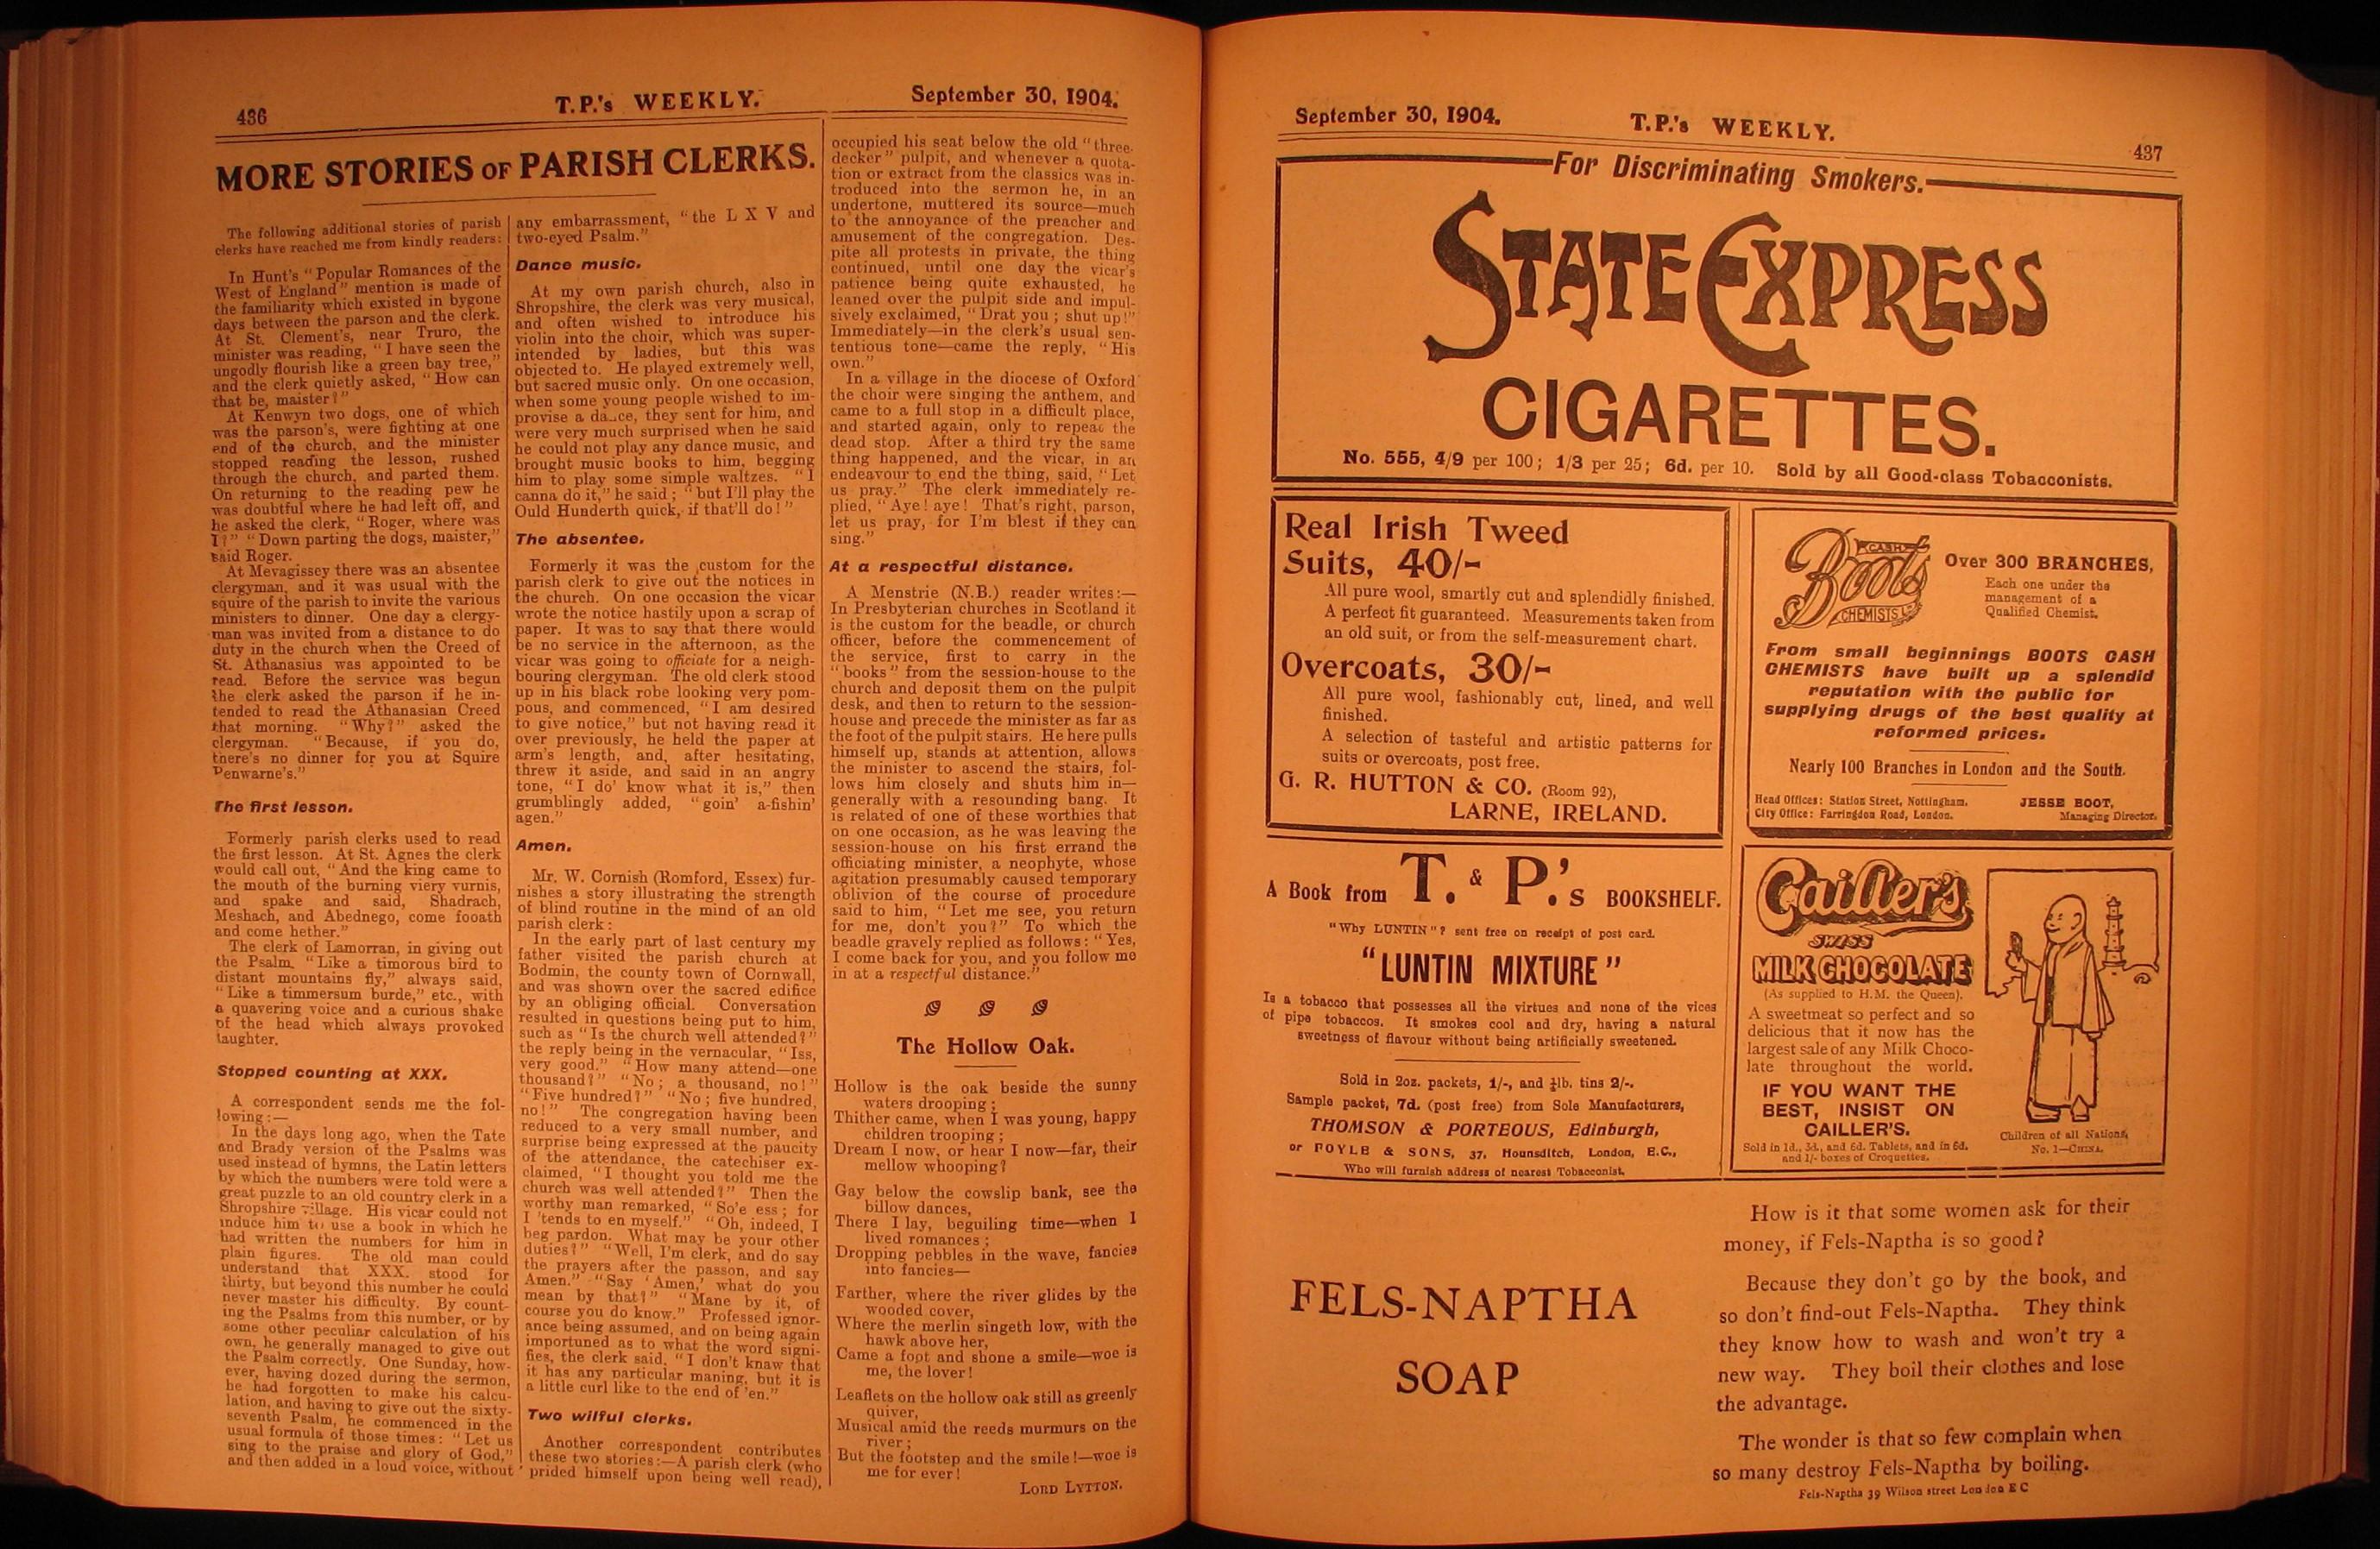 436
T.P.'s WEEKLY.
September 30, 1904.
MORE STORIES OF PARISH CLERKS.
The following additional stories of parish
clerks have reached me from kindly readers:
In Hunt's "Popular Romances of the
West of England" mention is made of
the familiarity which existed in bygone
days between the parson and the clerk.
At St. Clement's, near Truro, the
minister was reading, "I have seen the
ungodly flourish like a green bay tree,"
and the clerk quietly asked, "How can
that be, maister?"
At Kenwyn two dogs, one of which
was the parson's, were fighting at one
end of the church, and the minister
stopped reading the lesson, rushed
through the church, and parted them.
On returning to the reading pew he
was doubtful where he had left off, and
he asked the clerk, "Roger, where was
I?" "Down parting the dogs, maister,"
said Roger.
At Mevagissey there was an absentee
clergyman, and it was usual with the
squire of the parish to invite the various
ministers to dinner. One day a clergy-
man was invited from a distance to do
duty in the church when the Creed of
St. Athanasius was appointed to be
read. Before the service was begun
the clerk asked the parson if he in-
tended to read the Athanasian Creed
that morning. "Why?" asked the
clergyman. "Because, if you do,
there's no dinner for you at Squire
Penwarne's."
The first lesson.
Formerly parish clerks used to read
the first lesson. At St. Agnes the clerk
would call out, "And the king came to
the mouth of the burning viery vurnis,
and spake and said, Shadrach,
Meshach, and Abednego, come fooath
and come hether."
The clerk of Lamorran, in giving out
the Psalm, "Like a timorous bird to
distant mountains fly," always said,
"Like a timmersum burde," etc., with
a quavering voice and a curious shake
of the head which always provoked
laughter.
Stopped counting at XXX.
A correspondent sends me the fol-
lowing:—
In the days long ago, when the Tate
and Brady version of the Psalms was
used instead of hymns, the Latin letters
by which the numbers were told were a
great puzzle to an old country clerk in a
Shropshire village. His vicar could not
induce him to use a book in which he
had written the numbers for him in
plain figures. The old man could
understand that XXX. stood for
thirty, but beyond this number he could
never master his difficulty. By count-
ing the Psalms from this number, or by
some other peculiar calculation of his
own, he generally managed to give out
the Psalm correctly. One Sunday, how-
ever, having dozed during the sermon,
he had forgotten to make his calcu-
lation, and having to give out the sixty-
seventh Psalm, he commenced in the
usual formula of those times: "Let us
sing to the praise and glory of God,"
and then added in a loud voice, without
any embarrassment, "the L X V and
two-eyed Psalm."
Dance music.
At my own parish church, also in
Shropshire, the clerk was very musical,
and often wished to introduce his
violin into the choir, which was super-
intended by ladies, but this was
objected to. He played extremely well,
but sacred music only. On one occasion,
when some young people wished to im-
provise a da..ce, they sent for him, and
were very much surprised when he said
he could not play any dance music, and
brought music books to him, begging
him to play some simple waltzes. "I
canna do it," he said; "but I'll play the
Ould Hunderth quick, if that'll do!"
The absentee.
Formerly it was the custom for the
parish clerk to give out the notices in
the church. On one occasion the vicar
wrote the notice hastily upon a scrap of
paper. It was to say that there would
be no service in the afternoon, as the
vicar was going to officiate for a neigh-
bouring clergyman. The old clerk stood
up in his black robe looking very pom-
pous, and commenced, "I am desired
to give notice," but not having read it
over previously, he held the paper at
arm's length, and, after hesitating,
threw it aside, and said in an angry
tone, "I do' know what it is," then
grumblingly added, "goin' a-fishin'
agen."
Amen.
Mr. W. Cornish (Romford, Essex) fur-
nishes a story illustrating the strength
of blind routine in the mind of an old
parish clerk:
In the early part of last century my
father visited the parish church at
Bodmin, the county town of Cornwall,
and was shown over the sacred edifice
by an obliging official. Conversation
resulted in questions being put to him,
such as "Is the church well attended?"
the reply being in the vernacular, "Iss,
very good." "How many attend—one
thousand?" "No; a thousand, no!"
"Five hundred?" "No; five hundred,
no!" The congregation having been
reduced to a very small number, and
surprise being expressed at the paucity
of the attendance, the catechiser ex-
claimed, "I thought you told me the
church was well attended?" Then the
worthy man remarked, "So'e ess; for
I 'tends to en myself." "Oh, indeed, I
beg pardon. What may be your other
duties?" "Well, I'm clerk, and do say
the prayers after the passon, and say
Amen." "Say 'Amen,' what do you
mean by that?" "Mane by it, of
course you do know." Professed ignor-
ance being assumed, and on being again
importuned as to what the word signi-
fies, the clerk said, "I don't knaw that
it has any particular maning, but it is
a little curl like to the end of 'en."
Two wilful clerks.
Another correspondent contributes
these two stories:—A parish clerk (who
prided himself upon being well read),
occupied his seat below the old "three-
decker" pulpit, and whenever a quota-
tion or extract from the classics was in-
troduced into the sermon he, in an
undertone, muttered its source—much
to the annoyance of the preacher and
amusement of the congregation. Des-
pite all protests in private, the thing
continued, until one day the vicar's
patience being quite exhausted, he
leaned over the pulpit side and impul-
sively exclaimed, "Drat you; shut up!"
Immediately—in the clerk's usual sen-
tentious tone—came the reply, "His
own."
In a village in the diocese of Oxford
the choir were singing the anthem, and
came to a full stop in a difficult place,
and started again, only to repeat the
dead stop. After a third try the same
thing happened, and the vicar, in an
endeavour to end the thing, said, "Let
us pray." The clerk immediately re-
plied, "Aye! aye! That's right, parson,
let us pray, for I'm blest if they can
sing."
At a respectful distance.
A Menstrie (N.B.) reader writes:—
In Presbyterian churches in Scotland it
is the custom for the beadle, or church
officer, before the commencement of
the service, first to carry in the
"books" from the session-house to the
church and deposit them on the pulpit
desk, and then to return to the session-
house and precede the minister as far as
the foot of the pulpit stairs. He here pulls
himself up, stands at attention, allows
the minister to ascend the stairs, fol-
lows him closely and shuts him in—
generally with a resounding bang. It
is related of one of these worthies that
on one occasion, as he was leaving the
session-house on his first errand the
officiating minister, a neophyte, whose
agitation presumably caused temporary
oblivion of the course of procedure
said to him, "Let me see, you return
for me, don't you?" To which the
beadle gravely replied as follows: "Yes,
I come back for you, and you follow me
in at a respectful distance."
The Hollow Oak.
Hollow is the oak beside the sunny
waters drooping;
Thither came, when I was young, happy
children trooping;
Dream I now, or hear I now—far, their
mellow whooping?
Gay below the cowslip bank, see the
billow dances,
There I lay, beguiling time—when I
lived romances;
Dropping pebbles in the wave, fancies
into fancies—
Farther, where the river glides by the
wooded cover,
Where the merlin singeth low, with the
hawk above her,
Came a foot and shone a smile—woe is
me, the lover!
Leaflets on the hollow oak still as greenly
quiver,
Musical amid the reeds murmurs on the
river;
But the footstep and the smile!—woe is
me for ever!
LORD LYTTON.
September 30, 1904.
T.P.'s WEEKLY.
437
For Discriminating Smokers.
STATE EXPRESS
CIGARETTES.
No. 555, 4/9 per 100; 1/3 per 25; 6d. per 10. Sold by all Good-class Tobacconists.
Real Irish Tweed
Suits, 40/-
All pure wool, smartly cut and splendidly finished.
A perfect fit guaranteed. Measurements taken from
an old suit, or from the self-measurement chart.
Overcoats, 30/-
All pure wool, fashionably cut, lined, and well
finished.
A selection of tasteful and artistic patterns for
suits or overcoats, post free.
G. R. HUTTON & CO. (Room 92),
LARNE, IRELAND.
CASH
Boots
CHEMISTS
Over 300 BRANCHES,
Each one under the
management of a
Qualified Chemist.
From small beginnings BOOTS CASH
CHEMISTS have built up a splendid
reputation with the public for
supplying drugs of the best quality at
reformed prices.
Nearly 100 Branches in London and the South.
Head Offices: Station Street, Nottingham.
City Office: Farringdon Road, London.
JESSE BOOT,
Managing Director.
A Book from T. & P.'s BOOKSHELF.
"Why LUNTIN"? sent free on receipt of post card.
"LUNTIN MIXTURE"
Is a tobacco that possesses all the virtues and none of the vices
of pipe tobaccos. It smokes cool and dry, having a natural
sweetness of flavour without being artificially sweetened.
Sold in 2oz. packets, 1/-, and ¼lb. tins 2/-.
Sample packet, 7d. (post free) from Sole Manufacturers,
THOMSON & PORTEOUS, Edinburgh,
or POYLE & SONS, 37, Hounsditch, London, E.C.,
Who will furnish address of nearest Tobacconist.
Cailler's
SWISS
MILK CHOCOLATE
(As supplied to H.M. the Queen).
A sweetmeat so perfect and so
delicious that it now has the
largest sale of any Milk Choco-
late throughout the world.
IF YOU WANT THE
BEST, INSIST ON
CAILLER'S.
Sold in 1d., 3d., and 6d. Tablets, and in 6d.
and 1/- boxes of Croquettes.
Children of all Nations,
No. 1—CHINA.
FELS-NAPTHA
SOAP
How is it that some women ask for their
money, if Fels-Naptha is so good?
Because they don't go by the book, and
so don't find-out Fels-Naptha. They think
they know how to wash and won't try a
new way. They boil their clothes and lose
the advantage.
The wonder is that so few complain when
so many destroy Fels-Naptha by boiling.
Fels-Naptha 39 Wilson street London E C